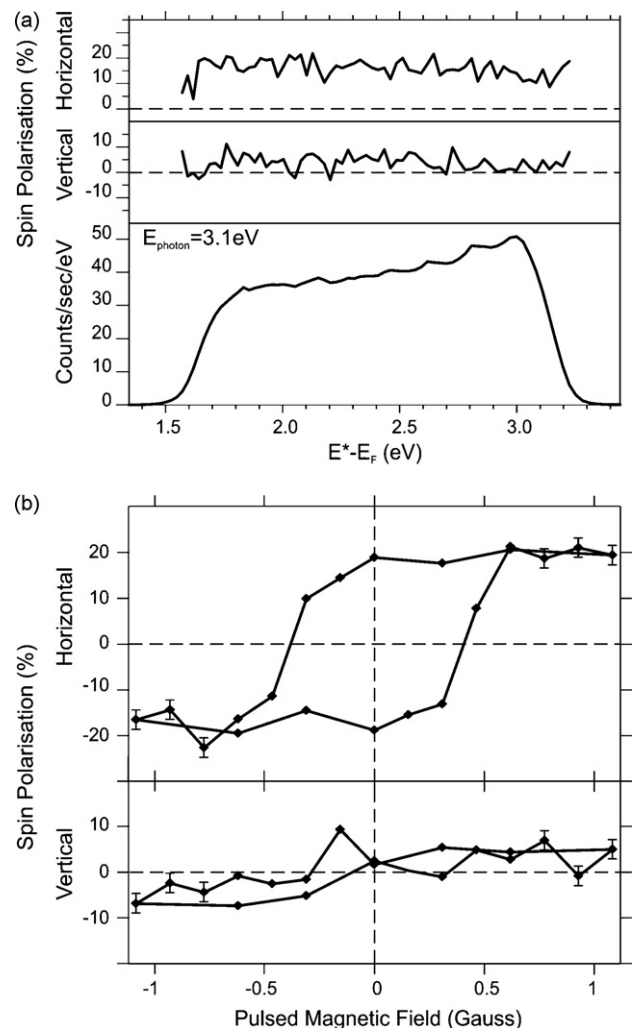 (a)
Spin Polarisation (%)
Horizontal
20
10
0
Vertical
10
0
-10
Counts/sec/eV
50
40
30
20
10
0
E_photon=3.1eV
1.5 2.0 2.5 3.0
E*-E_F (eV)
(b)
Spin Polarisation (%)
Horizontal
20
10
0
-10
-20
Vertical
10
0
-10
-1 -0.5 0 0.5 1
Pulsed Magnetic Field (Gauss)